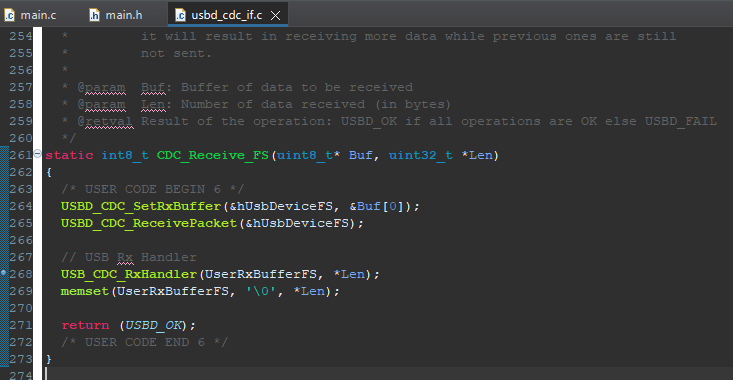 main.c main.h usbd_cdc_if.c
254 * it will result in receiving more data while previous ones are still
255 * not sent.
256 *
257 * @param Buf: Buffer of data to be received
258 * @param Len: Number of data received (in bytes)
259 * @retval Result of the operation: USBD_OK if all operations are OK else USBD_FAIL
260 */
261 static int8_t CDC_Receive_FS(uint8_t* Buf, uint32_t *Len)
262 {
263 /* USER CODE BEGIN 6 */
264 USBD_CDC_SetRxBuffer(&hUsbDeviceFS, &Buf[0]);
265 USBD_CDC_ReceivePacket(&hUsbDeviceFS);
266
267 // USB Rx Handler
268 USB_CDC_RxHandler(UserRxBufferFS, *Len);
269 memset(UserRxBufferFS, '\0', *Len);
270
271 return (USBD_OK);
272 /* USER CODE END 6 */
273 }
274